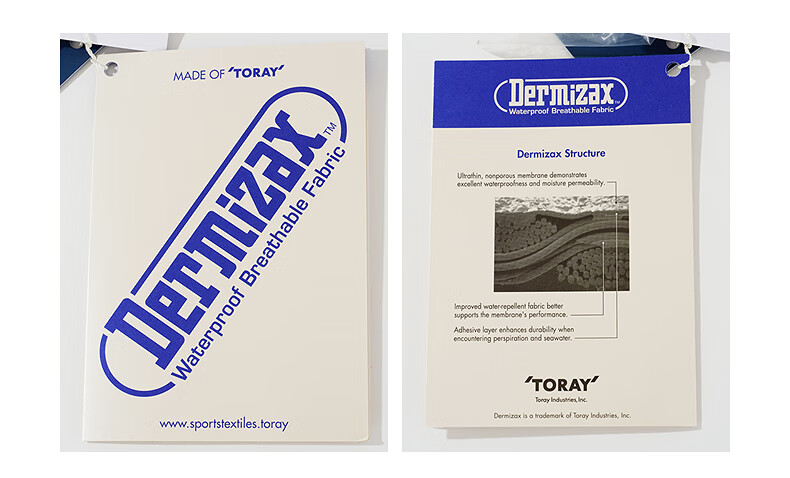 MADE OF 'TORAY'
Dermizax™
Waterproof Breathable Fabric
www.sportstextiles.toray
Dermizax™
Waterproof Breathable Fabric
Dermizax Structure
Ultrathin, nonporous membrane demonstrates
excellent waterproofness and moisture permeability.
Improved water-repellent fabric better
supports the membrane's performance.
Adhesive layer enhances durability when
encountering perspiration and seawater.
'TORAY'
Toray Industries, Inc.
Dermizax is a trademark of Toray Industries, Inc.